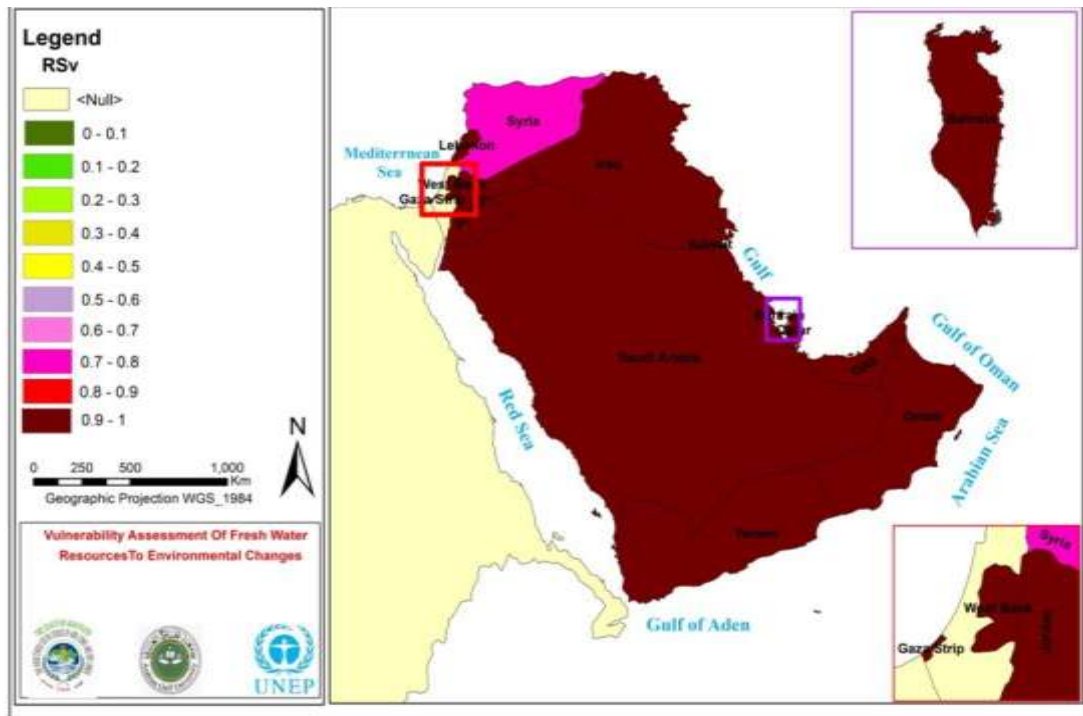 Legend
RSv
<Null>
0 - 0.1
0.1 - 0.2
0.2 - 0.3
0.3 - 0.4
0.4 - 0.5
0.5 - 0.6
0.6 - 0.7
0.7 - 0.8
0.8 - 0.9
0.9 - 1
N
0 250 500 1,000
Km
Geographic Projection WGS_1984
Vulnerability Assessment Of Fresh Water
ResourcesTo Environmental Changes
UNEP
Syria
Mediterrnean
Sea
Gaza Strip
Iraq
Gulf
Saudi Arabia
Gulf of Oman
Oman
Arabian Sea
Red Sea
Yemen
Gulf of Aden
Bahrain
Syria
West Bank
Gaza Strip
Jordan